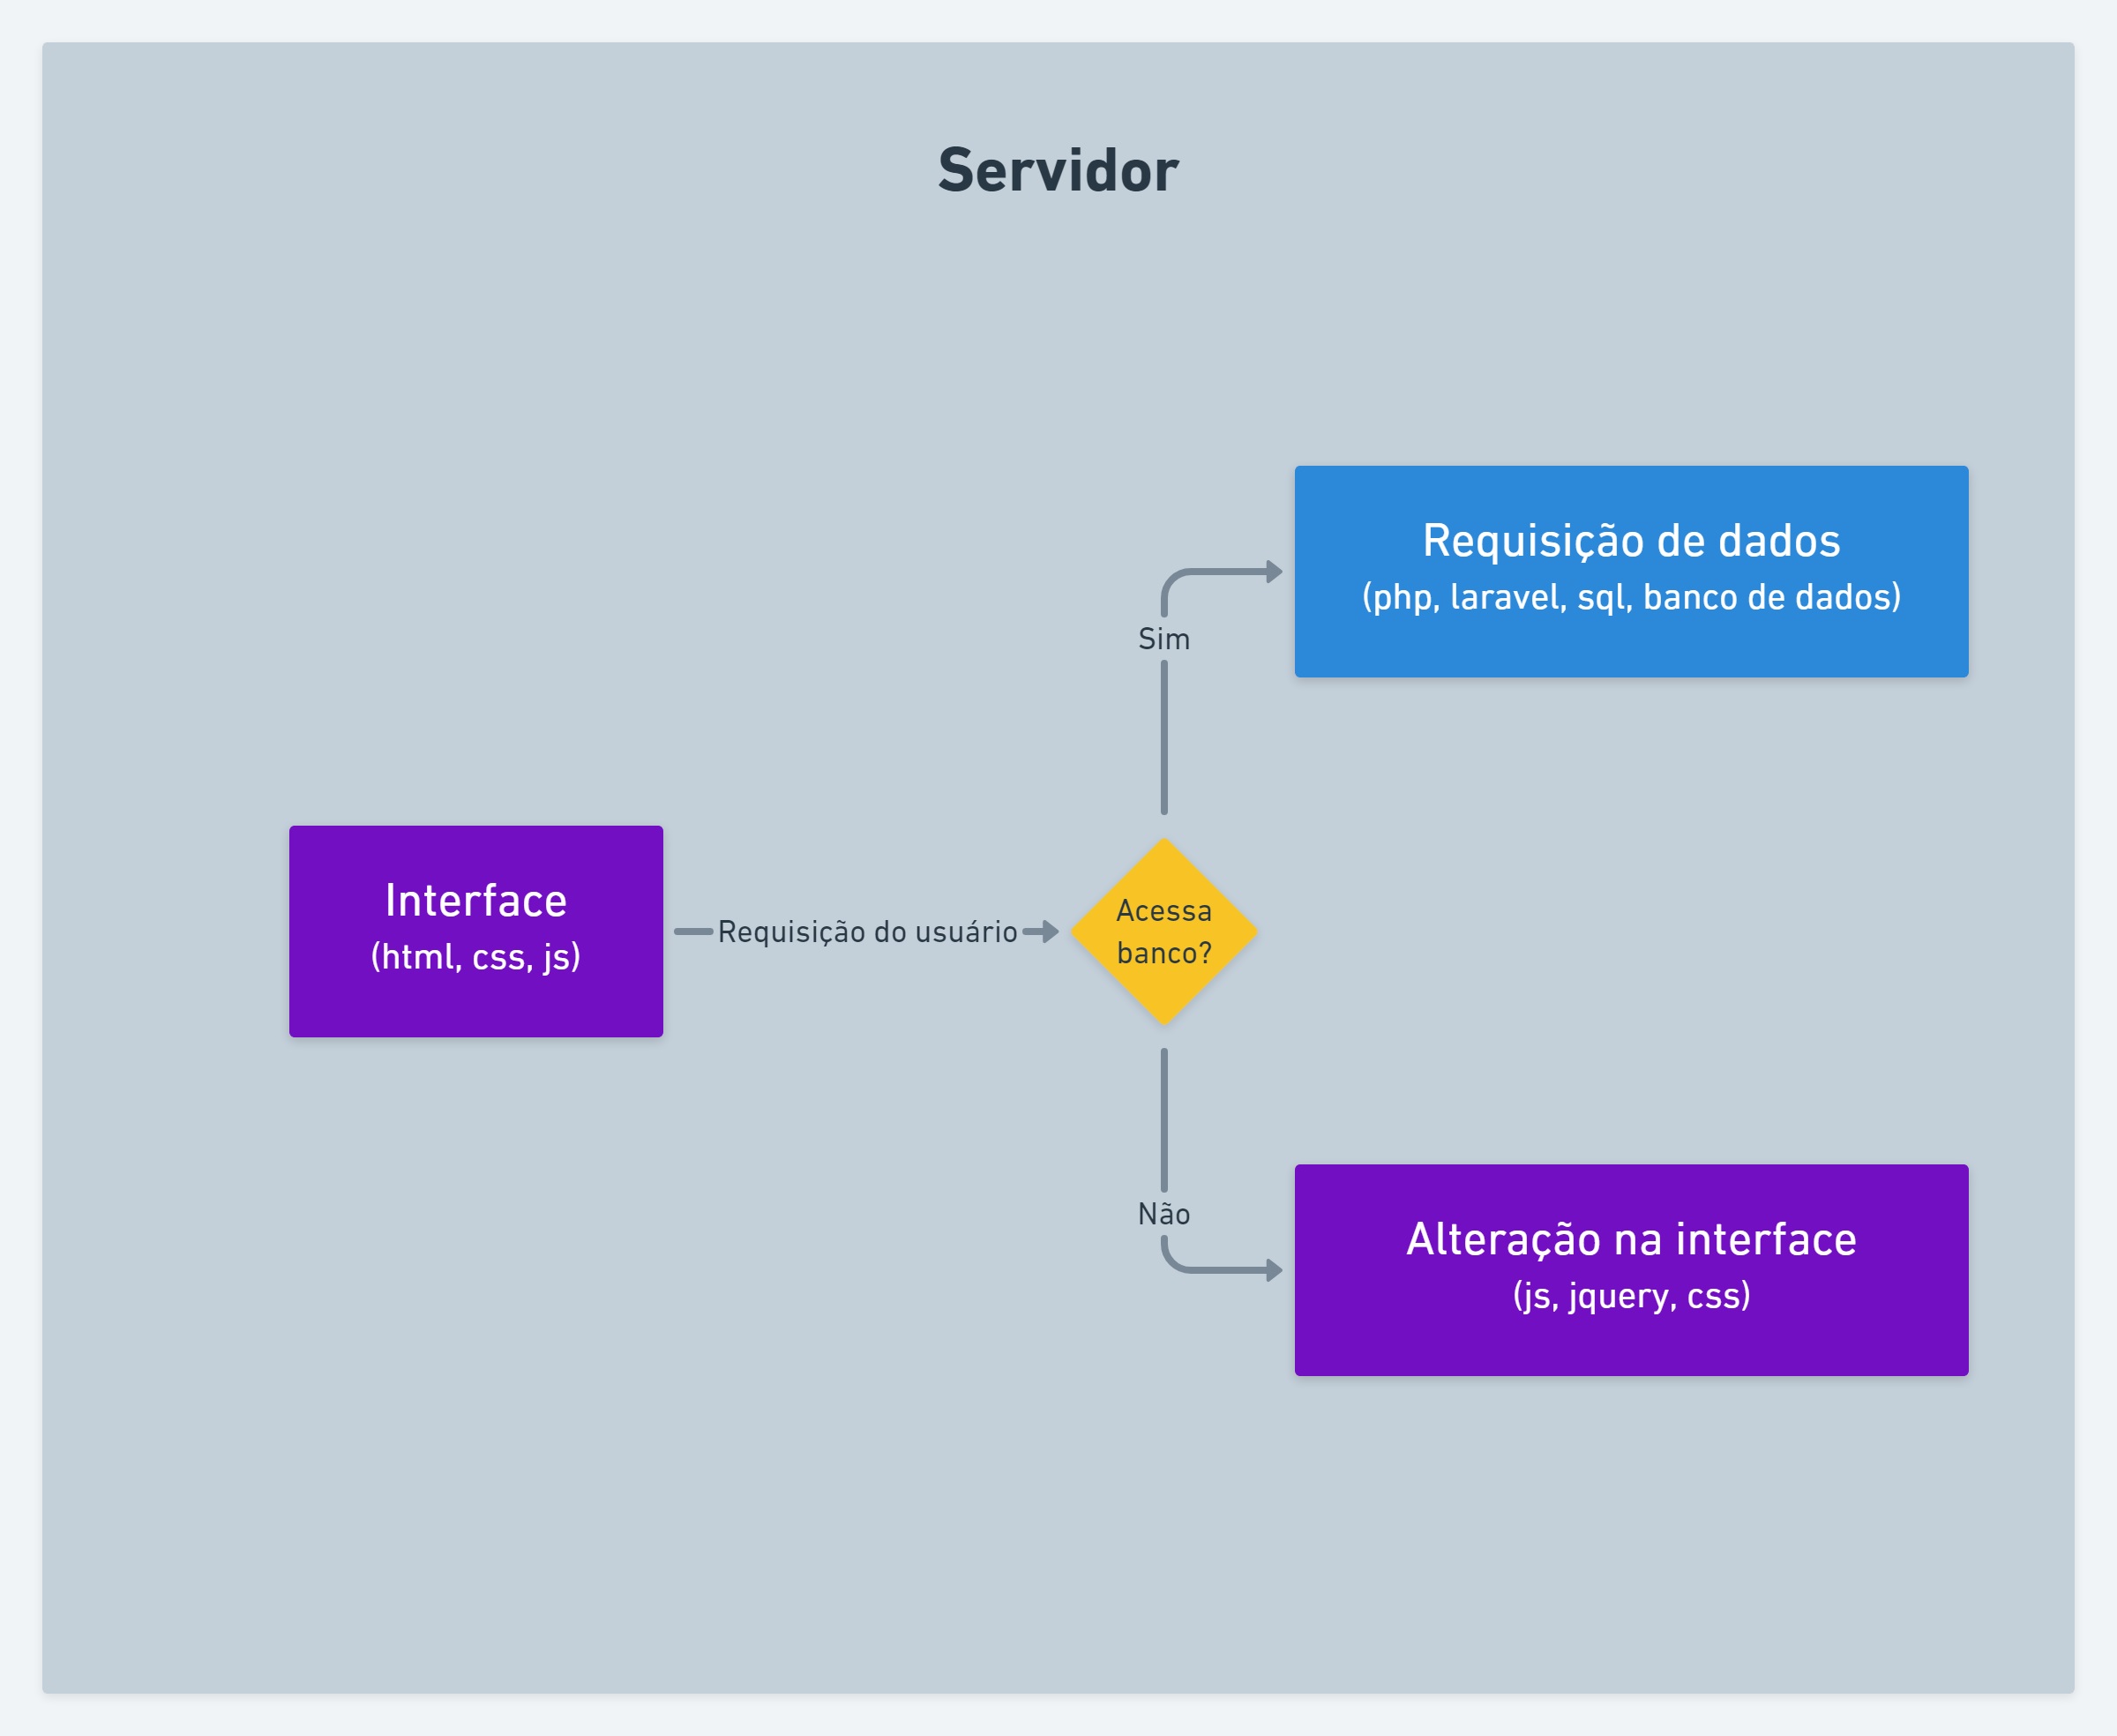 Servidor
Requisição de dados
(php, laravel, sql, banco de dados)
Sim
Interface
(html, css, js)
Requisição do usuário
Acessa
banco?
Não
Alteração na interface
(js, jquery, css)